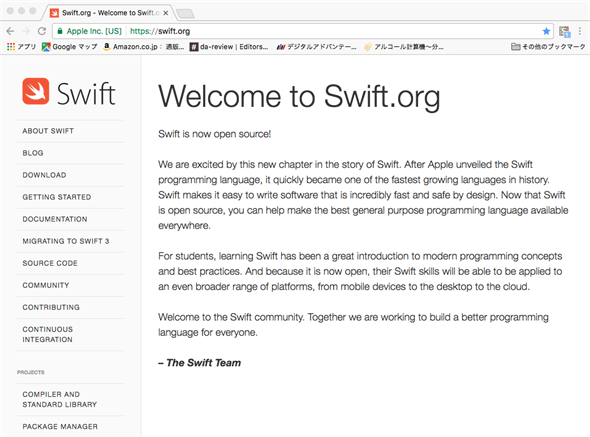 Swift.org - Welcome to Swift.o
Apple Inc. [US] https://swift.org
アプリ Google マップ Amazon.co.jp： 通販... da-review | Editors... デジタルアドバンテー... アルコール計算機〜分... その他のブックマーク
Swift
ABOUT SWIFT
BLOG
DOWNLOAD
GETTING STARTED
DOCUMENTATION
MIGRATING TO SWIFT 3
SOURCE CODE
COMMUNITY
CONTRIBUTING
CONTINUOUS
INTEGRATION
PROJECTS
COMPILER AND
STANDARD LIBRARY
PACKAGE MANAGER
Welcome to Swift.org
Swift is now open source!
We are excited by this new chapter in the story of Swift. After Apple unveiled the Swift
programming language, it quickly became one of the fastest growing languages in history.
Swift makes it easy to write software that is incredibly fast and safe by design. Now that Swift
is open source, you can help make the best general purpose programming language available
everywhere.
For students, learning Swift has been a great introduction to modern programming concepts
and best practices. And because it is now open, their Swift skills will be able to be applied to
an even broader range of platforms, from mobile devices to the desktop to the cloud.
Welcome to the Swift community. Together we are working to build a better programming
language for everyone.
– The Swift Team